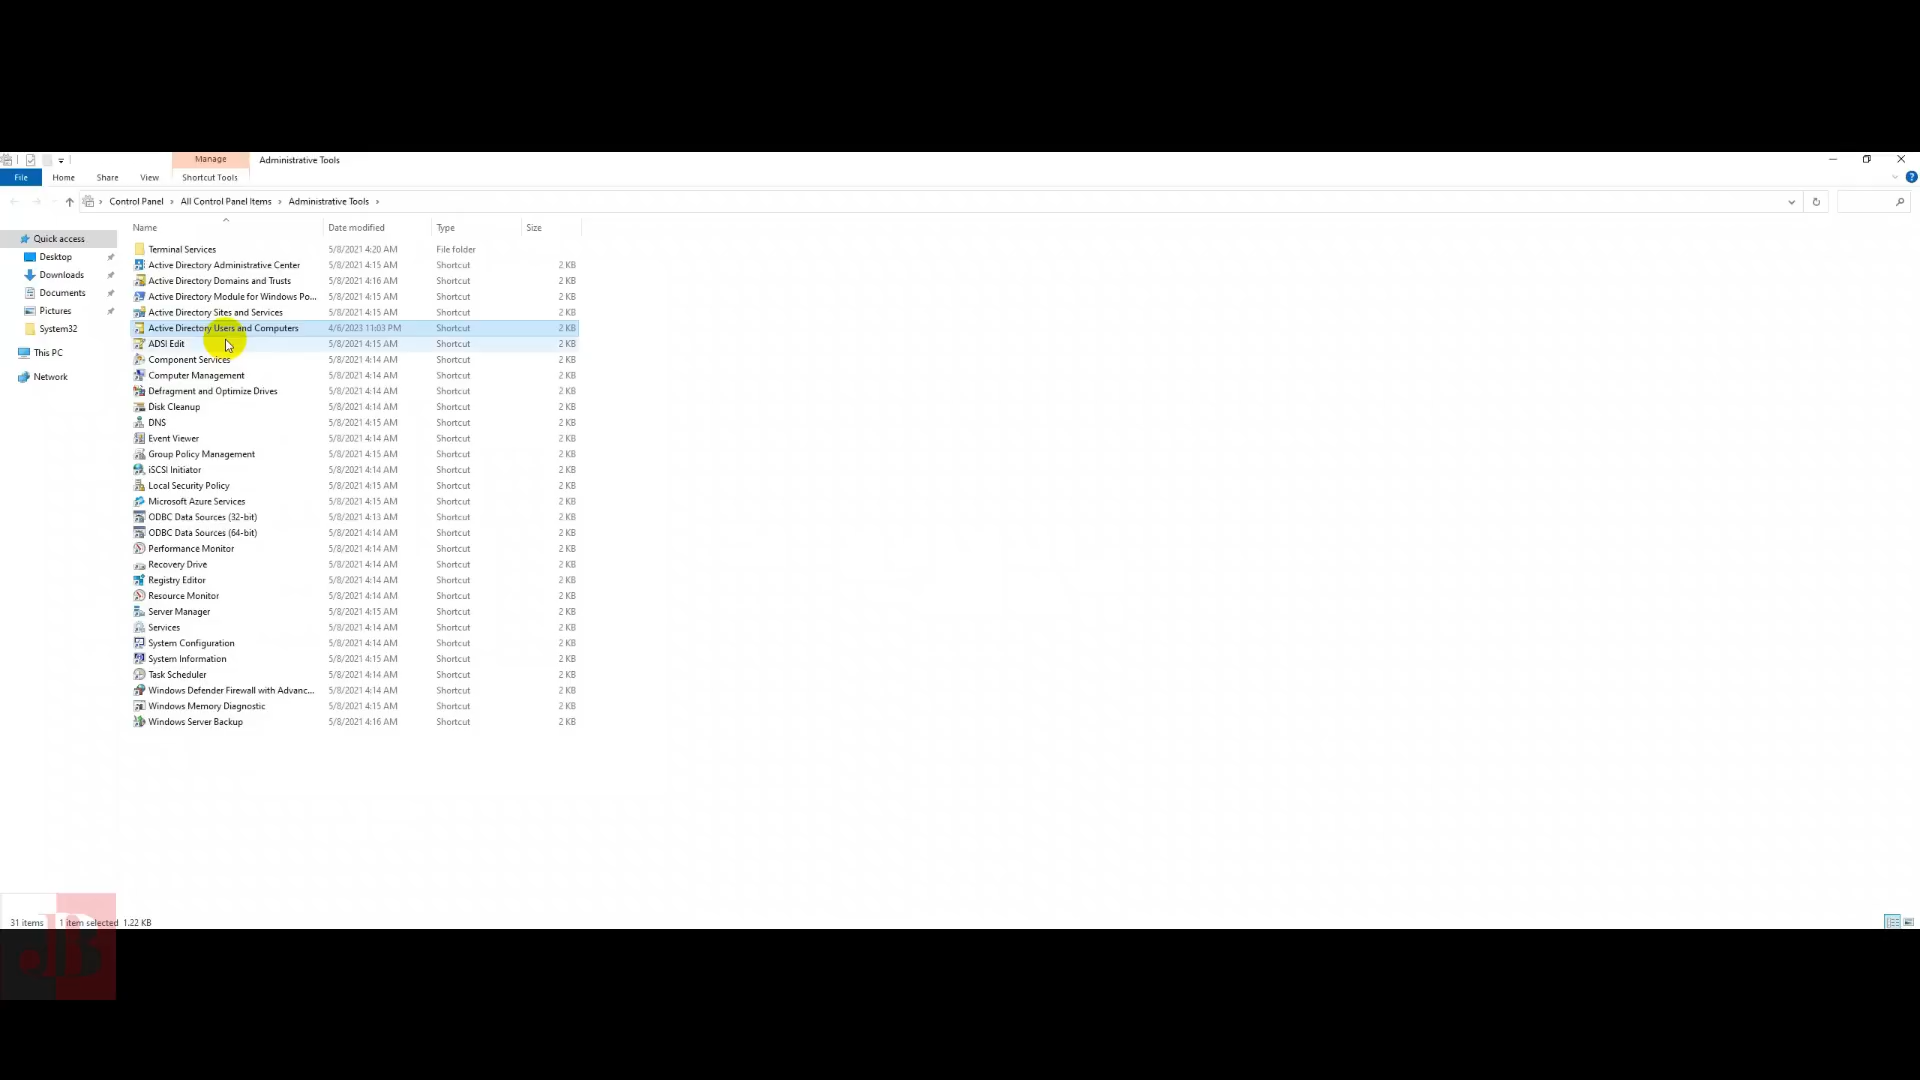 Manage
Administrative Tools
File
Home
Share
View
Shortcut Tools
Control Panel
All Control Panel Items
Administrative Tools
Name
Date modified
Type
Size
Quick access
Desktop
Downloads
Documents
Pictures
System32
This PC
Network
Terminal Services 5/8/2021 4:20 AM File folder
Active Directory Administrative Center 5/8/2021 4:15 AM Shortcut 2 KB
Active Directory Domains and Trusts 5/8/2021 4:16 AM Shortcut 2 KB
Active Directory Module for Windows Po... 5/8/2021 4:15 AM Shortcut 2 KB
Active Directory Sites and Services 5/8/2021 4:15 AM Shortcut 2 KB
Active Directory Users and Computers 4/6/2023 11:03 PM Shortcut 2 KB
ADSI Edit 5/8/2021 4:15 AM Shortcut 2 KB
Component Services 5/8/2021 4:14 AM Shortcut 2 KB
Computer Management 5/8/2021 4:14 AM Shortcut 2 KB
Defragment and Optimize Drives 5/8/2021 4:14 AM Shortcut 2 KB
Disk Cleanup 5/8/2021 4:14 AM Shortcut 2 KB
DNS 5/8/2021 4:15 AM Shortcut 2 KB
Event Viewer 5/8/2021 4:14 AM Shortcut 2 KB
Group Policy Management 5/8/2021 4:15 AM Shortcut 2 KB
iSCSI Initiator 5/8/2021 4:14 AM Shortcut 2 KB
Local Security Policy 5/8/2021 4:15 AM Shortcut 2 KB
Microsoft Azure Services 5/8/2021 4:15 AM Shortcut 2 KB
ODBC Data Sources (32-bit) 5/8/2021 4:13 AM Shortcut 2 KB
ODBC Data Sources (64-bit) 5/8/2021 4:14 AM Shortcut 2 KB
Performance Monitor 5/8/2021 4:14 AM Shortcut 2 KB
Recovery Drive 5/8/2021 4:14 AM Shortcut 2 KB
Registry Editor 5/8/2021 4:14 AM Shortcut 2 KB
Resource Monitor 5/8/2021 4:14 AM Shortcut 2 KB
Server Manager 5/8/2021 4:15 AM Shortcut 2 KB
Services 5/8/2021 4:14 AM Shortcut 2 KB
System Configuration 5/8/2021 4:14 AM Shortcut 2 KB
System Information 5/8/2021 4:15 AM Shortcut 2 KB
Task Scheduler 5/8/2021 4:14 AM Shortcut 2 KB
Windows Defender Firewall with Advanc... 5/8/2021 4:14 AM Shortcut 2 KB
Windows Memory Diagnostic 5/8/2021 4:15 AM Shortcut 2 KB
Windows Server Backup 5/8/2021 4:16 AM Shortcut 2 KB
31 items 1 item selected 1.22 KB